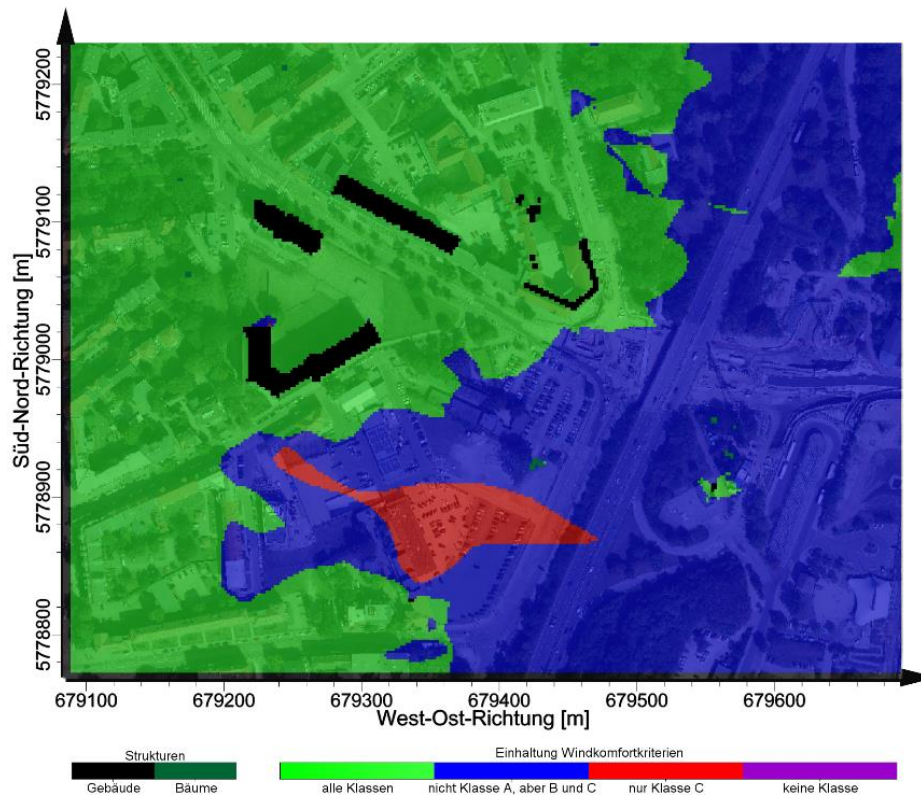 5779200
5779100
5779000
5778900
5778800
Süd-Nord-Richtung [m]
679100 679200 679300 679400 679500 679600
West-Ost-Richtung [m]
Strukturen
Gebäude Bäume
Einhaltung Windkomfortkriterien
alle Klassen nicht Klasse A, aber B und C nur Klasse C keine Klasse